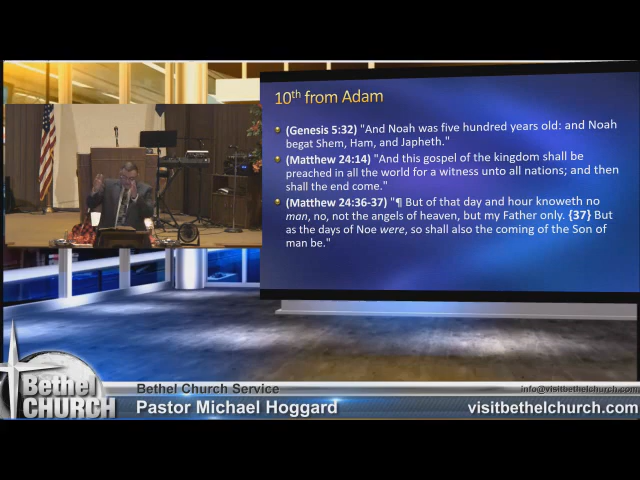 10th from Adam
(Genesis 5:32) "And Noah was five hundred years old: and Noah
begat Shem, Ham, and Japheth."
(Matthew 24:14) "And this gospel of the kingdom shall be
preached in all the world for a witness unto all nations; and then
shall the end come."
(Matthew 24:36-37) "¶ But of that day and hour knoweth no
man, no, not the angels of heaven, but my Father only. {37} But
as the days of Noe were, so shall also the coming of the Son of
man be."
Bethel
CHURCH
Bethel Church Service
info@visitbethelchurch.com
Pastor Michael Hoggard
visitbethelchurch.com